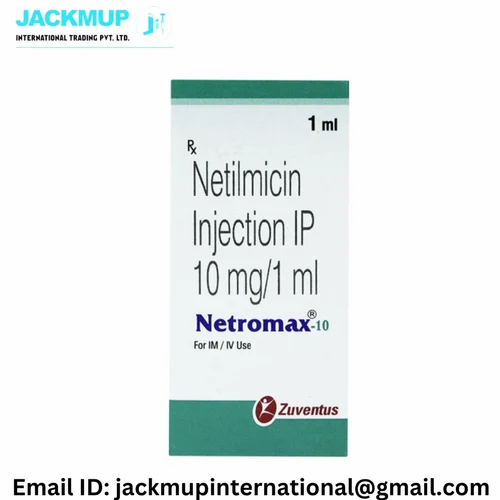 JACKMUP
INTERNATIONAL TRADING PVT. LTD.
1 ml
Rx
Netilmicin
Injection IP
10 mg/1 ml
Netromax®-10
For IM / IV Use
Zuventus
Email ID: jackmupinternational@gmail.com